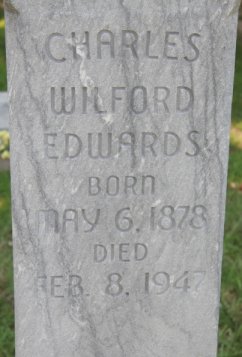 CHARLES
WILFORD
EDWARDS
BORN
MAY 6, 1878
DIED
FEB. 8, 1947